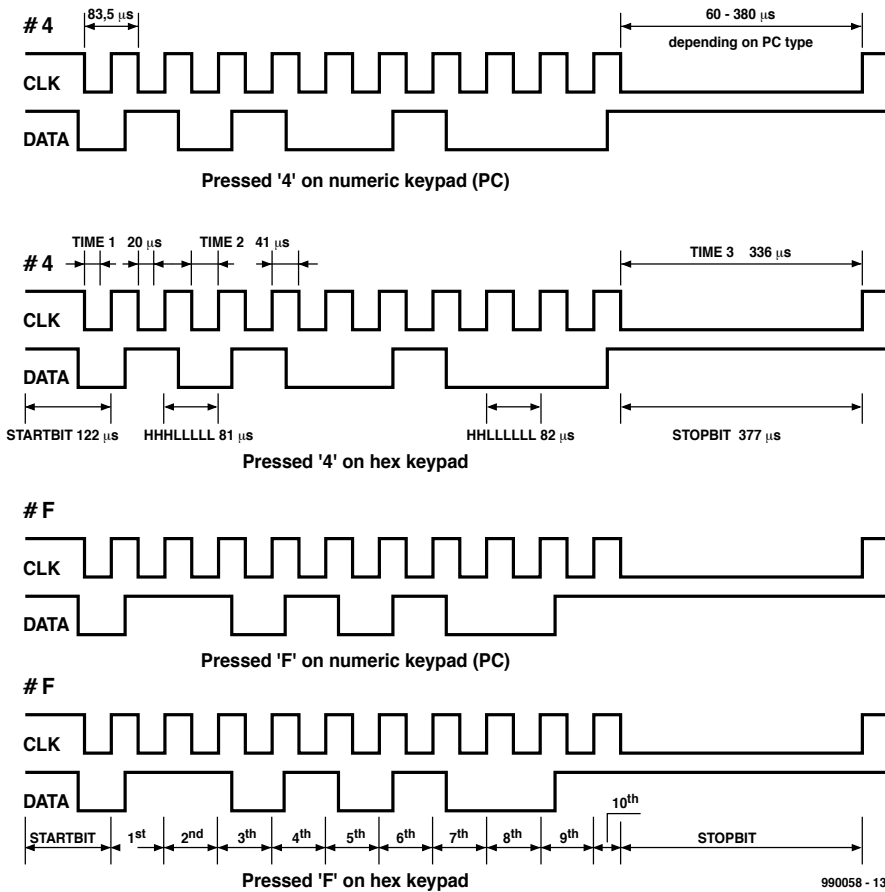 #4
83,5 µs
60 - 380 µs
depending on PC type
CLK
DATA
Pressed '4' on numeric keypad (PC)
TIME 1 20 µs TIME 2 41 µs
#4
TIME 3 336 µs
CLK
DATA
STARTBIT 122 µs HHHLLLLL 81 µs HHLLLLLL 82 µs STOPBIT 377 µs
Pressed '4' on hex keypad
#F
CLK
DATA
Pressed 'F' on numeric keypad (PC)
#F
CLK
DATA
10th
STARTBIT 1st 2nd 3th 4th 5th 6th 7th 8th 9th STOPBIT
Pressed 'F' on hex keypad
990058 - 13